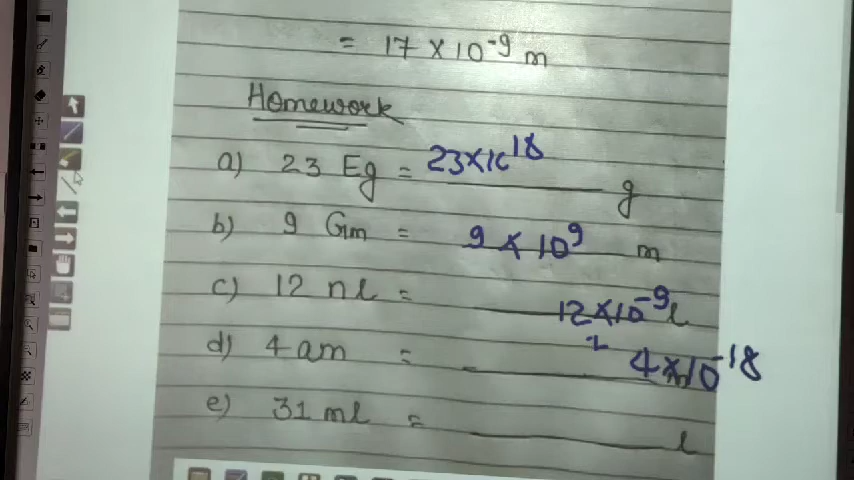 = 17 × 10⁻⁹ m
Homework
a) 23 Eg = 23×10¹⁸ g
b) 9 Gm = 9 × 10⁹ m
c) 12 nl = 12×10⁻⁹ l
d) 4 am = 4×10⁻¹⁸ m
e) 31 ml = l